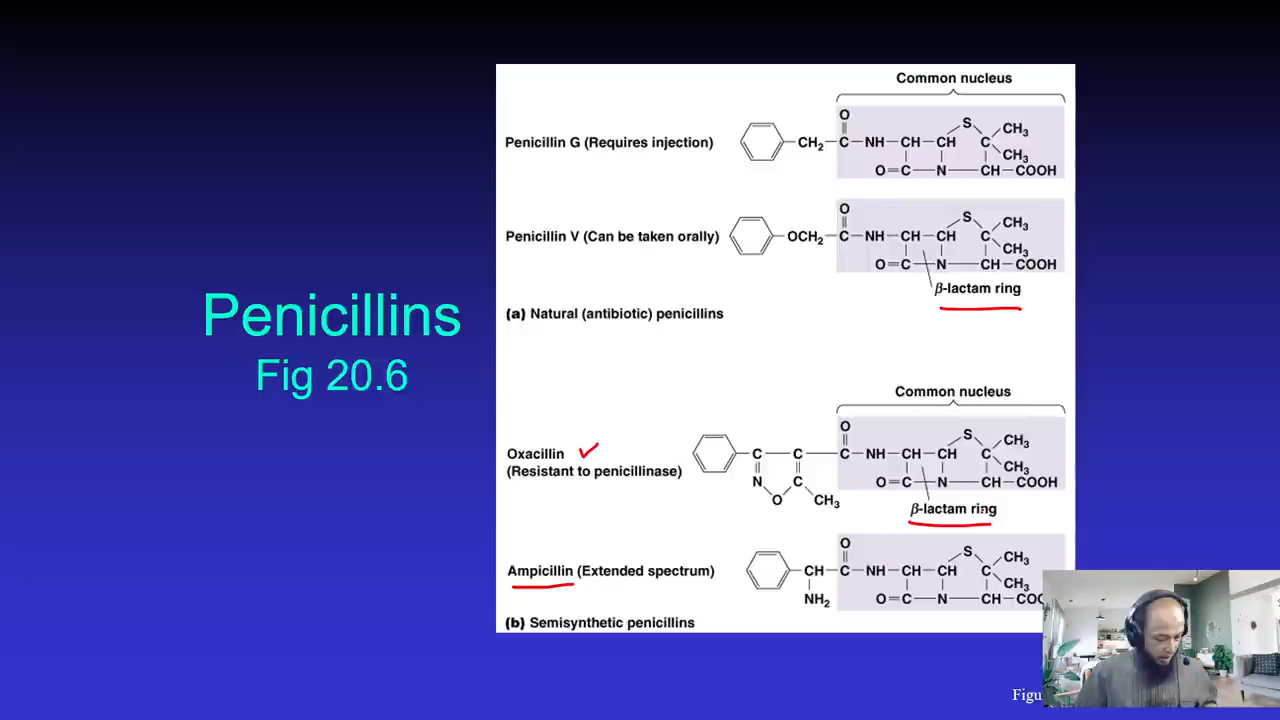 Penicillins
Fig 20.6
Common nucleus
Penicillin G (Requires injection)
CH2 C O NH CH CH S C CH3 CH3
O=C N CH COOH
Penicillin V (Can be taken orally)
OCH2 C O NH CH CH S C CH3 CH3
O=C N CH COOH
β-lactam ring
(a) Natural (antibiotic) penicillins
Common nucleus
Oxacillin
(Resistant to penicillinase)
C C C O NH CH CH S C CH3 CH3
N O C CH3 O=C N CH COOH
β-lactam ring
Ampicillin (Extended spectrum)
CH C O NH CH CH S C CH3 CH3
NH2 O=C N CH
(b) Semisynthetic penicillins